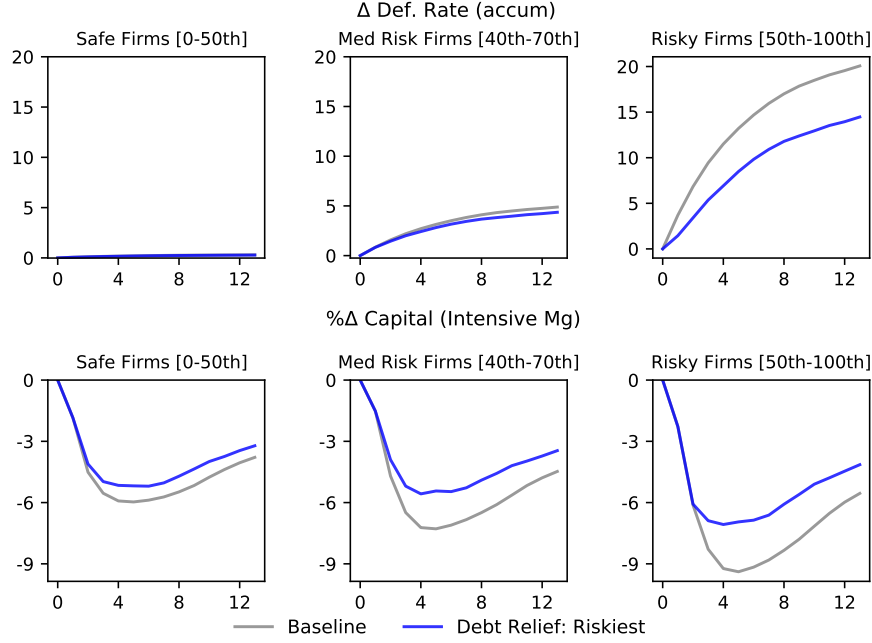 Δ Def. Rate (accum)
Safe Firms [0-50th] Med Risk Firms [40th-70th] Risky Firms [50th-100th]
20 20 20
15 15 15
10 10 10
5 5 5
0 0 0
0 4 8 12 0 4 8 12 0 4 8 12
%Δ Capital (Intensive Mg)
Safe Firms [0-50th] Med Risk Firms [40th-70th] Risky Firms [50th-100th]
0 0 0
-3 -3 -3
-6 -6 -6
-9 -9 -9
0 4 8 12 0 4 8 12 0 4 8 12
Baseline Debt Relief: Riskiest